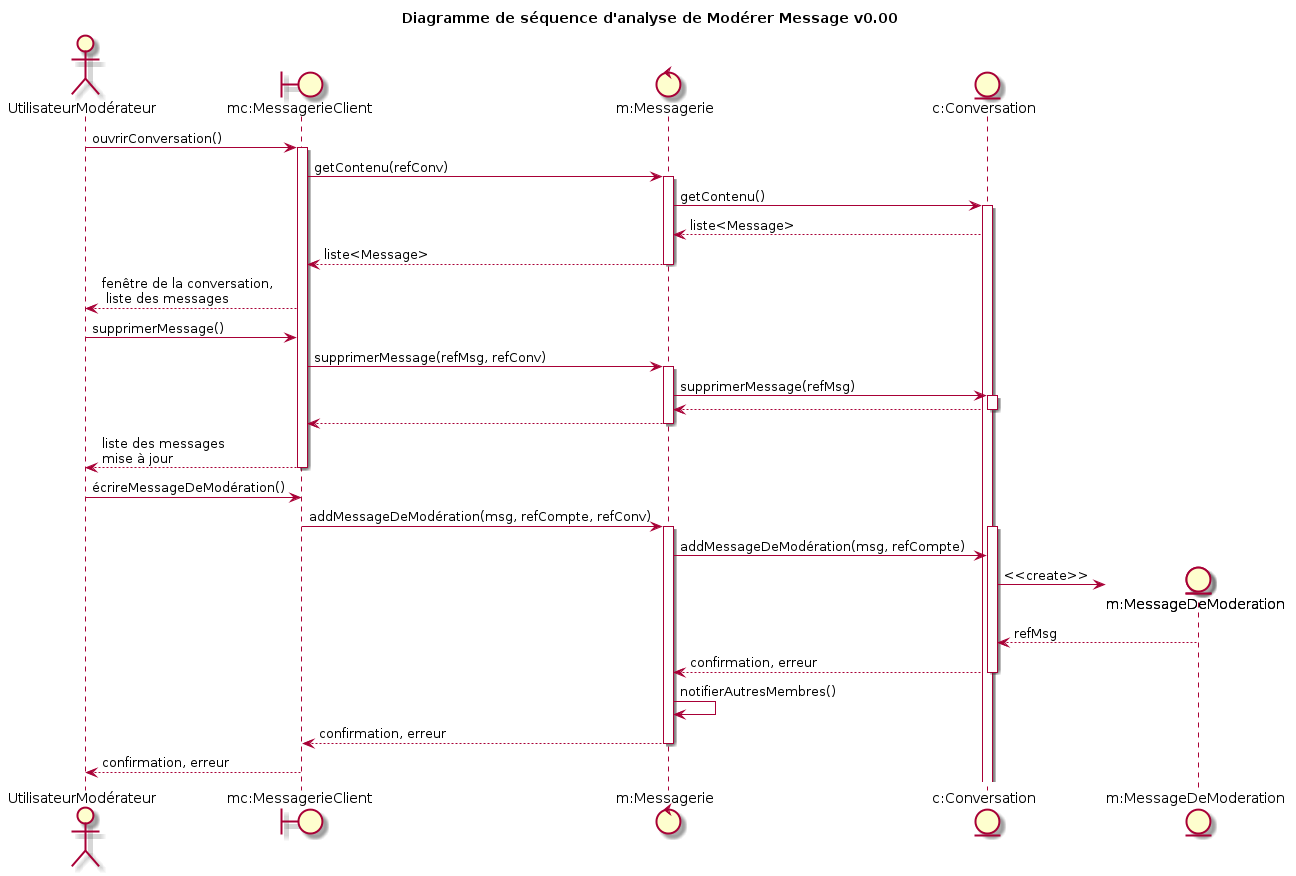 Diagramme de séquence d'analyse de Modérer Message v0.00
UtilisateurModérateur
mc:MessagerieClient
m:Messagerie
c:Conversation
ouvrirConversation()
getContenu(refConv)
getContenu()
liste<Message>
liste<Message>
fenêtre de la conversation,
liste des messages
supprimerMessage()
supprimerMessage(refMsg, refConv)
supprimerMessage(refMsg)
liste des messages
mise à jour
écrireMessageDeModération()
addMessageDeModération(msg, refCompte, refConv)
addMessageDeModération(msg, refCompte)
<<create>>
m:MessageDeModeration
refMsg
confirmation, erreur
notifierAutresMembres()
confirmation, erreur
confirmation, erreur
UtilisateurModérateur
mc:MessagerieClient
m:Messagerie
c:Conversation
m:MessageDeModeration